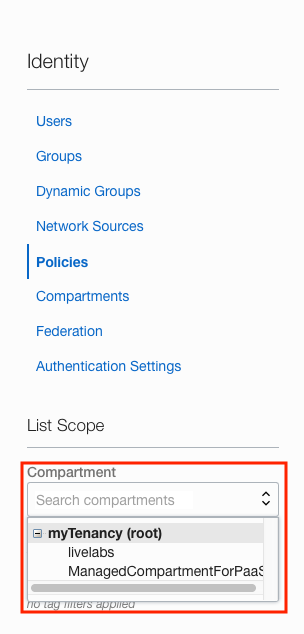 Identity
Users
Groups
Dynamic Groups
Network Sources
Policies
Compartments
Federation
Authentication Settings
List Scope
Compartment
Search compartments
myTenancy (root)
livelabs
ManagedCompartmentForPaaS
no tag filters applied